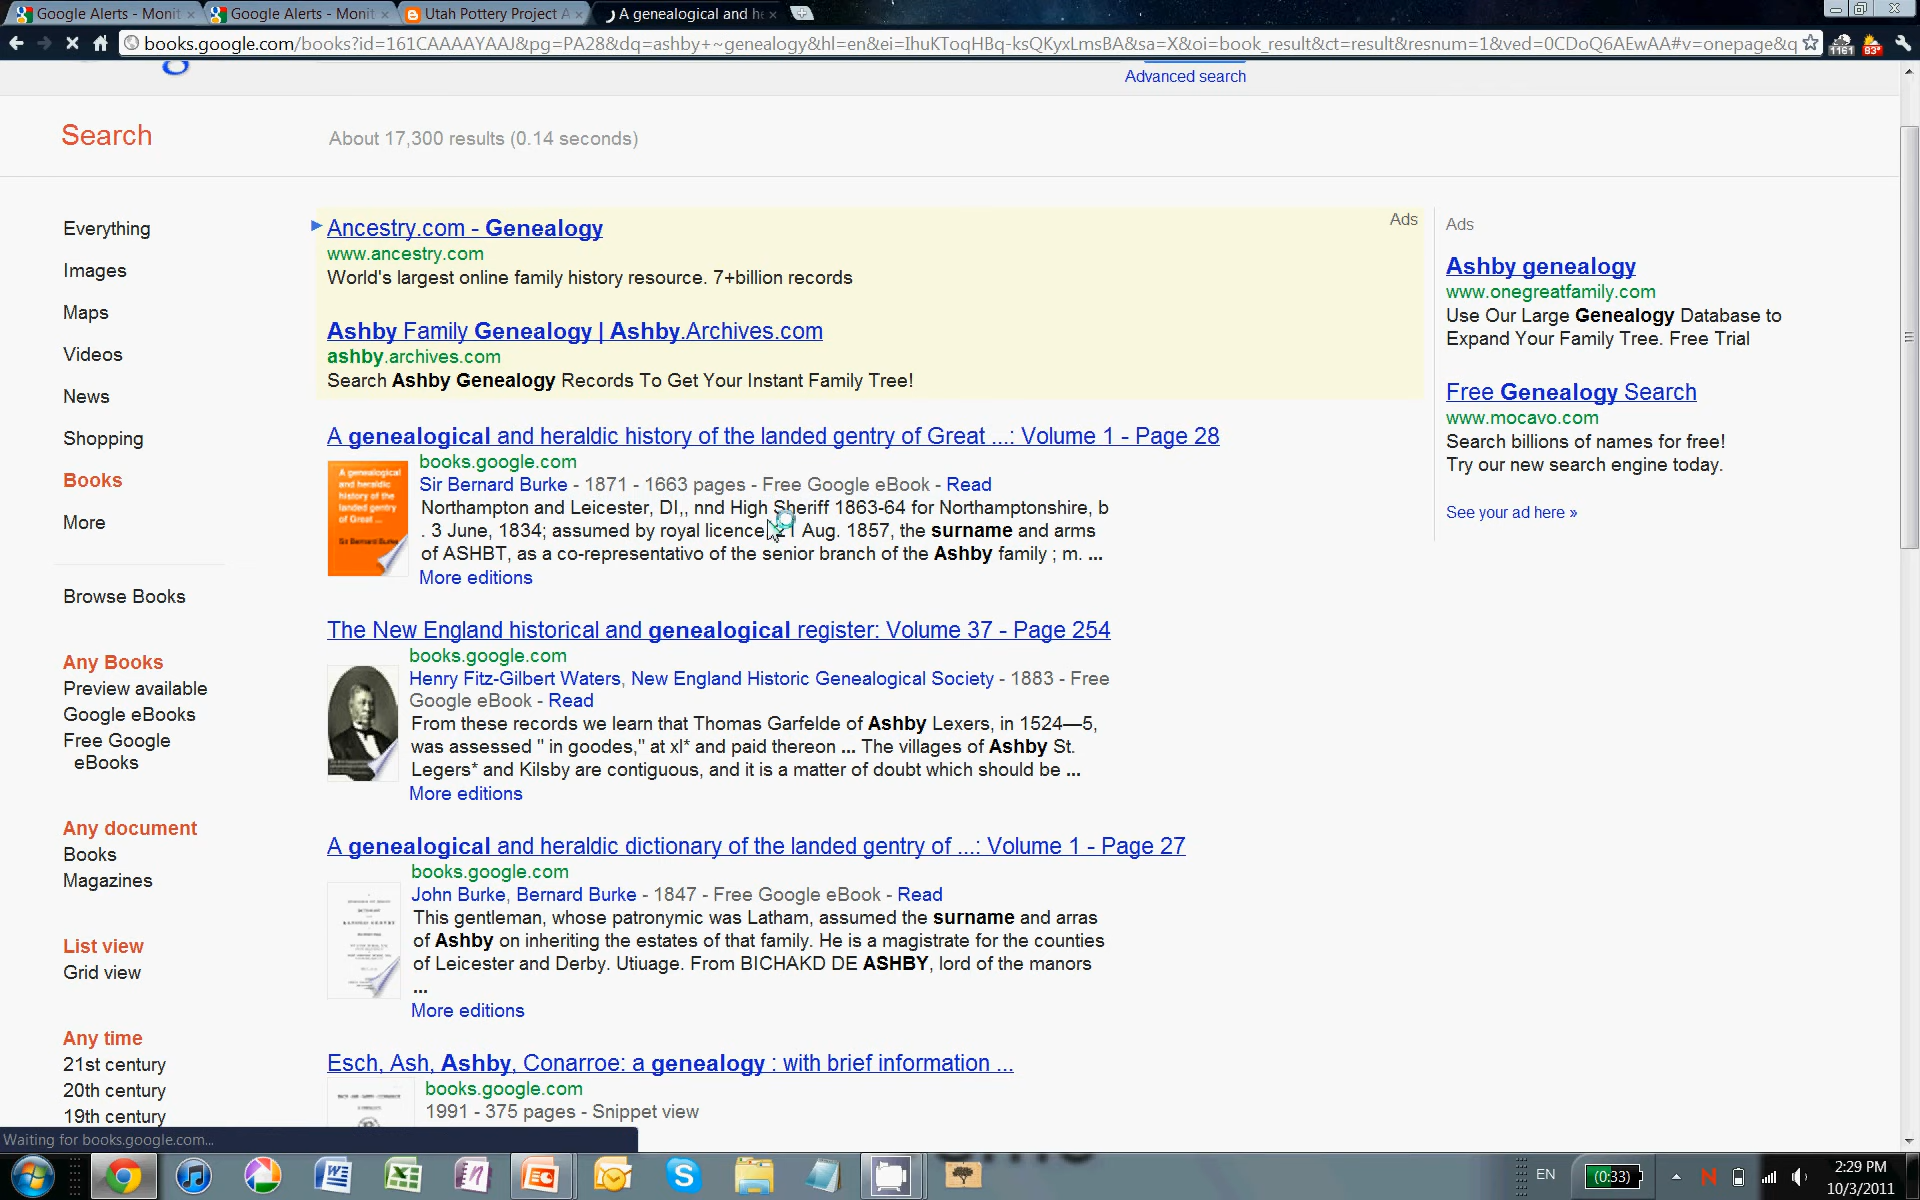 Google Alerts - Monit
Google Alerts - Monit
Utah Pottery Project A
A genealogical and he
books.google.com/books?id=161CAAAAYAAJ&pg=PA28&dq=ashby+~genealogy&hl=en&ei=IhuKToqHBq-ksQKyxLmsBA&sa=X&oi=book_result&ct=result&resnum=1&ved=0CDoQ6AEwAA#v=onepage&q
1161
83°
Advanced search
Search
About 17,300 results (0.14 seconds)
Everything
Images
Maps
Videos
News
Shopping
Books
More
Browse Books
Any Books
Preview available
Google eBooks
Free Google
eBooks
Any document
Books
Magazines
List view
Grid view
Any time
21st century
20th century
19th century
Ads
Ancestry.com - Genealogy
www.ancestry.com
World's largest online family history resource. 7+billion records
Ashby Family Genealogy | Ashby.Archives.com
ashby.archives.com
Search Ashby Genealogy Records To Get Your Instant Family Tree!
A genealogical and heraldic history of the landed gentry of Great ...: Volume 1 - Page 28
books.google.com
Sir Bernard Burke - 1871 - 1663 pages - Free Google eBook - Read
Northampton and Leicester, DI,, nnd High Sheriff 1863-64 for Northamptonshire, b
. 3 June, 1834; assumed by royal licence 21 Aug. 1857, the surname and arms
of ASHBT, as a co-representativo of the senior branch of the Ashby family ; m. ...
More editions
A genealogical
and heraldic
history of the
landed gentry
of Great ...
Sir Bernard Burke
The New England historical and genealogical register: Volume 37 - Page 254
books.google.com
Henry Fitz-Gilbert Waters, New England Historic Genealogical Society - 1883 - Free
Google eBook - Read
From these records we learn that Thomas Garfelde of Ashby Lexers, in 1524—5,
was assessed " in goodes," at xl* and paid thereon ... The villages of Ashby St.
Legers* and Kilsby are contiguous, and it is a matter of doubt which should be ...
More editions
A genealogical and heraldic dictionary of the landed gentry of ...: Volume 1 - Page 27
books.google.com
John Burke, Bernard Burke - 1847 - Free Google eBook - Read
This gentleman, whose patronymic was Latham, assumed the surname and arras
of Ashby on inheriting the estates of that family. He is a magistrate for the counties
of Leicester and Derby. Utiuage. From BICHAKD DE ASHBY, lord of the manors
...
More editions
Esch, Ash, Ashby, Conarroe: a genealogy : with brief information ...
books.google.com
1991 - 375 pages - Snippet view
Ads
Ashby genealogy
www.onegreatfamily.com
Use Our Large Genealogy Database to
Expand Your Family Tree. Free Trial
Free Genealogy Search
www.mocavo.com
Search billions of names for free!
Try our new search engine today.
See your ad here »
Waiting for books.google.com...
EN
(0:33)
2:29 PM
10/3/2011